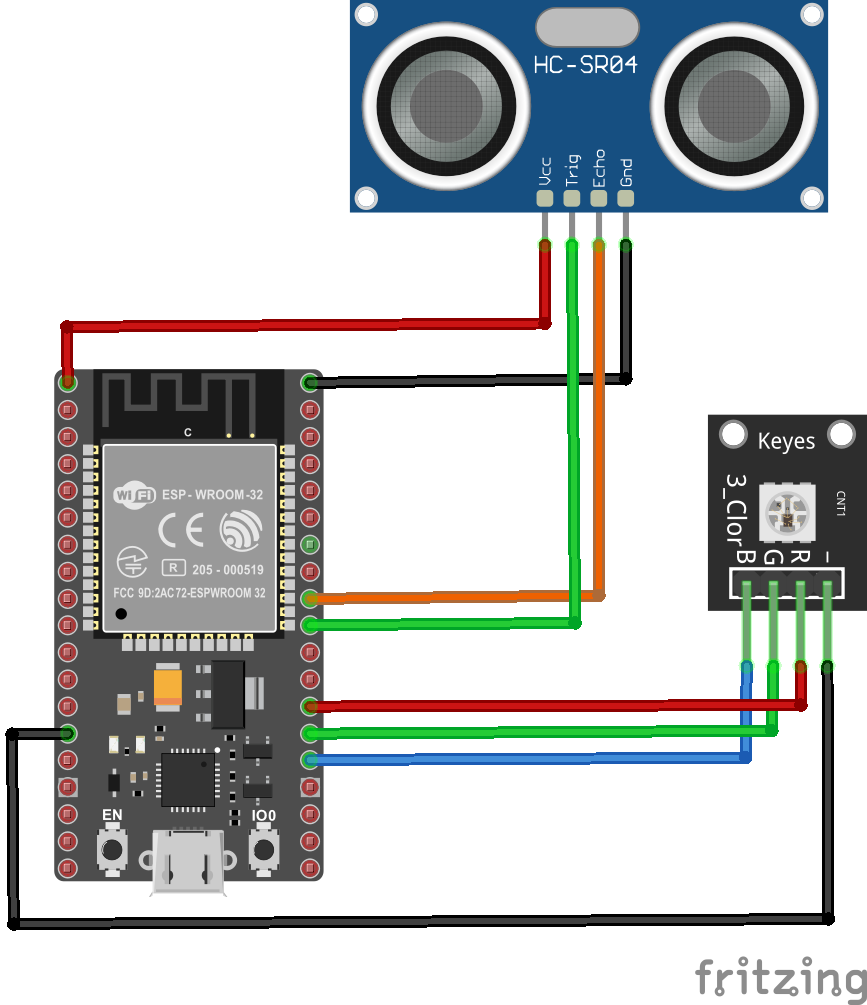 HC-SR04
Vcc
Trig
Echo
Gnd
C
WiFi
ESP-WROOM-32
CE
R 205-000519
FCC 9D:2AC72-ESPWROOM 32
EN
IO0
Keyes
3_Clor
CNT1
B
G
R
-
fritzing